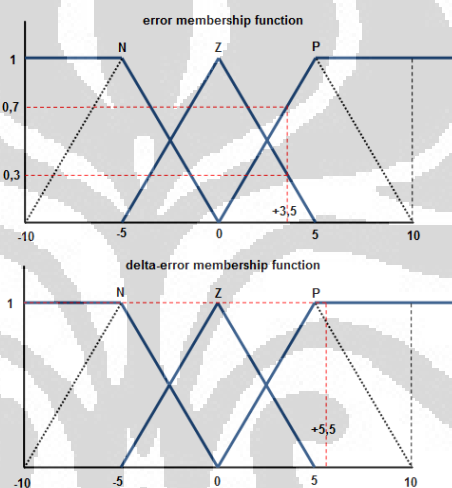 error membership function
N Z P
1
0,7
0,3
+3,5
-10 -5 0 5 10
delta-error membership function
N Z P
1
+5,5
-10 -5 0 5 10